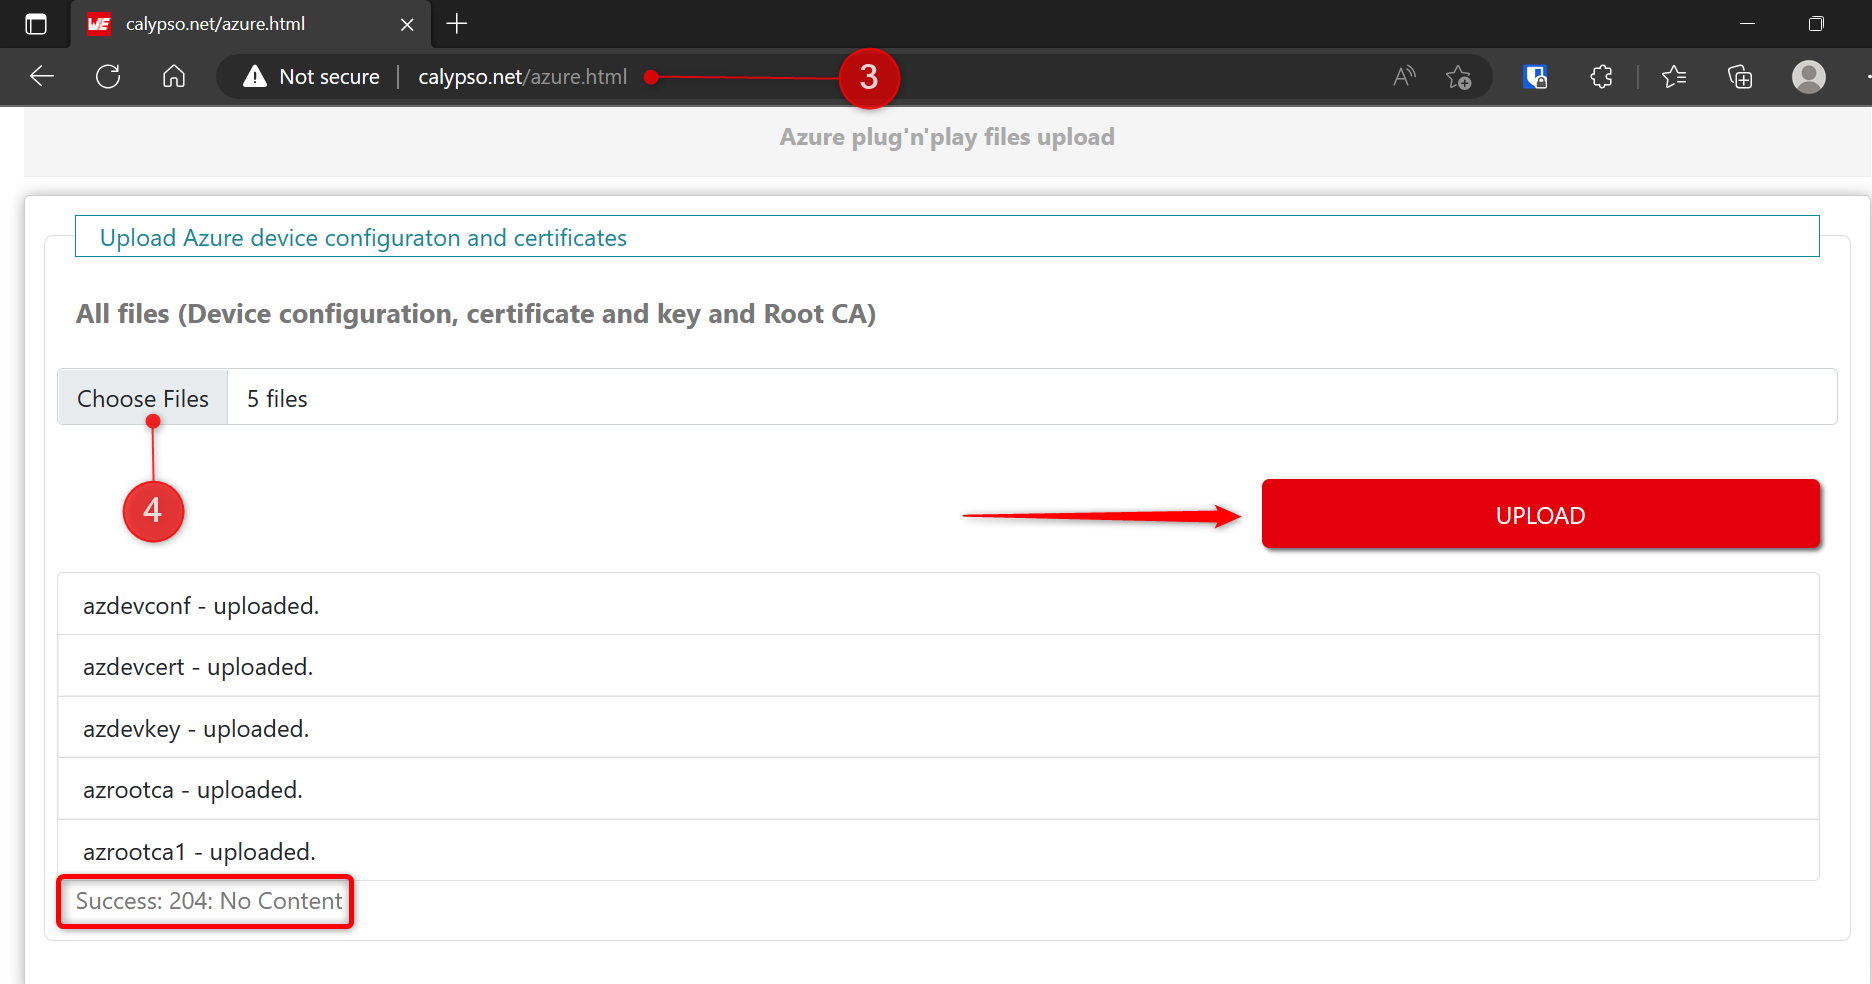 WE calypso.net/azure.html
Not secure calypso.net/azure.html 3
Azure plug'n'play files upload
Upload Azure device configuraton and certificates
All files (Device configuration, certificate and key and Root CA)
Choose Files 5 files
4
UPLOAD
azdevconf - uploaded.
azdevcert - uploaded.
azdevkey - uploaded.
azrootca - uploaded.
azrootca1 - uploaded.
Success: 204: No Content